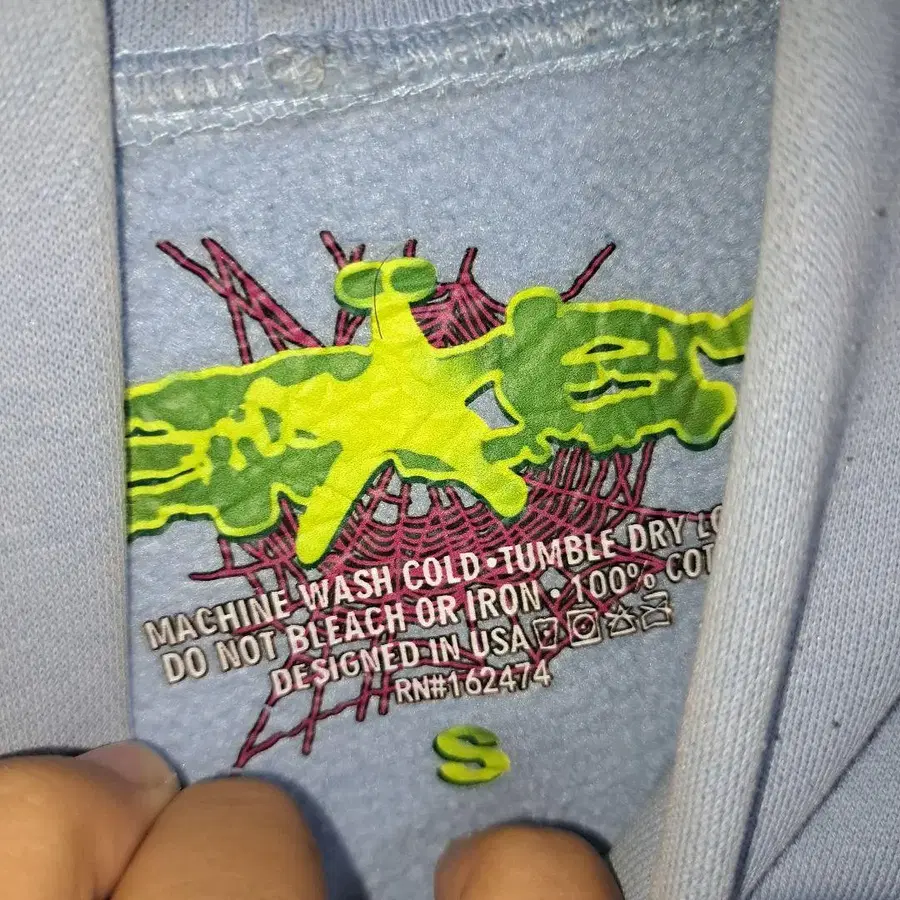 MACHINE WASH COLD•TUMBLE DRY
DO NOT BLEACH OR IRON • 100%
DESIGNED IN USA
RN#162474
S